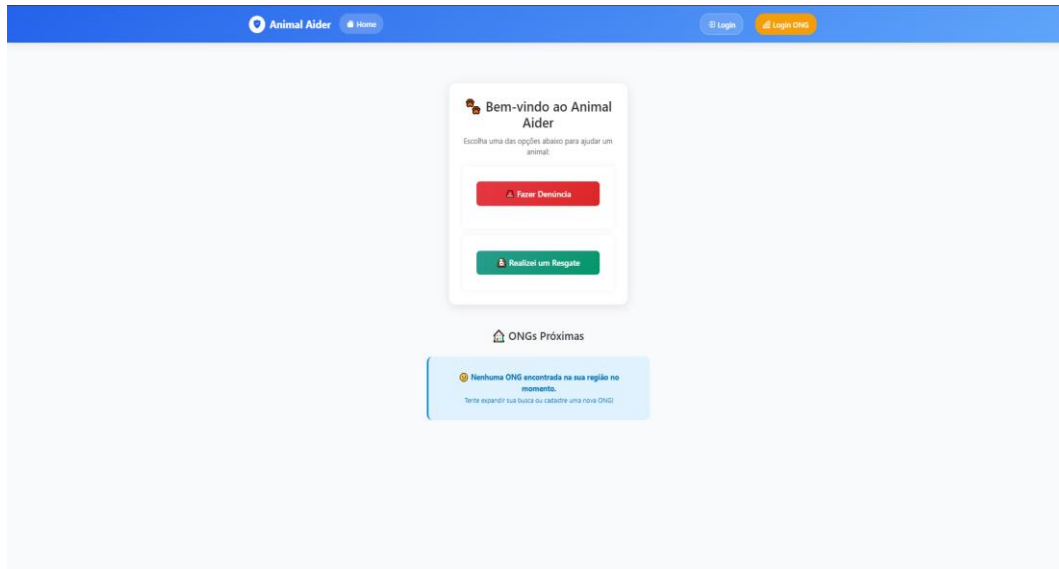 Animal Aider Home Login Login ONG
Bem-vindo ao Animal
Aider
Escolha uma das opções abaixo para ajudar um
animal:
Fazer Denúncia
Realizei um Resgate
ONGs Próximas
Nenhuma ONG encontrada na sua região no
momento.
Tente expandir sua busca ou cadastre uma nova ONG!